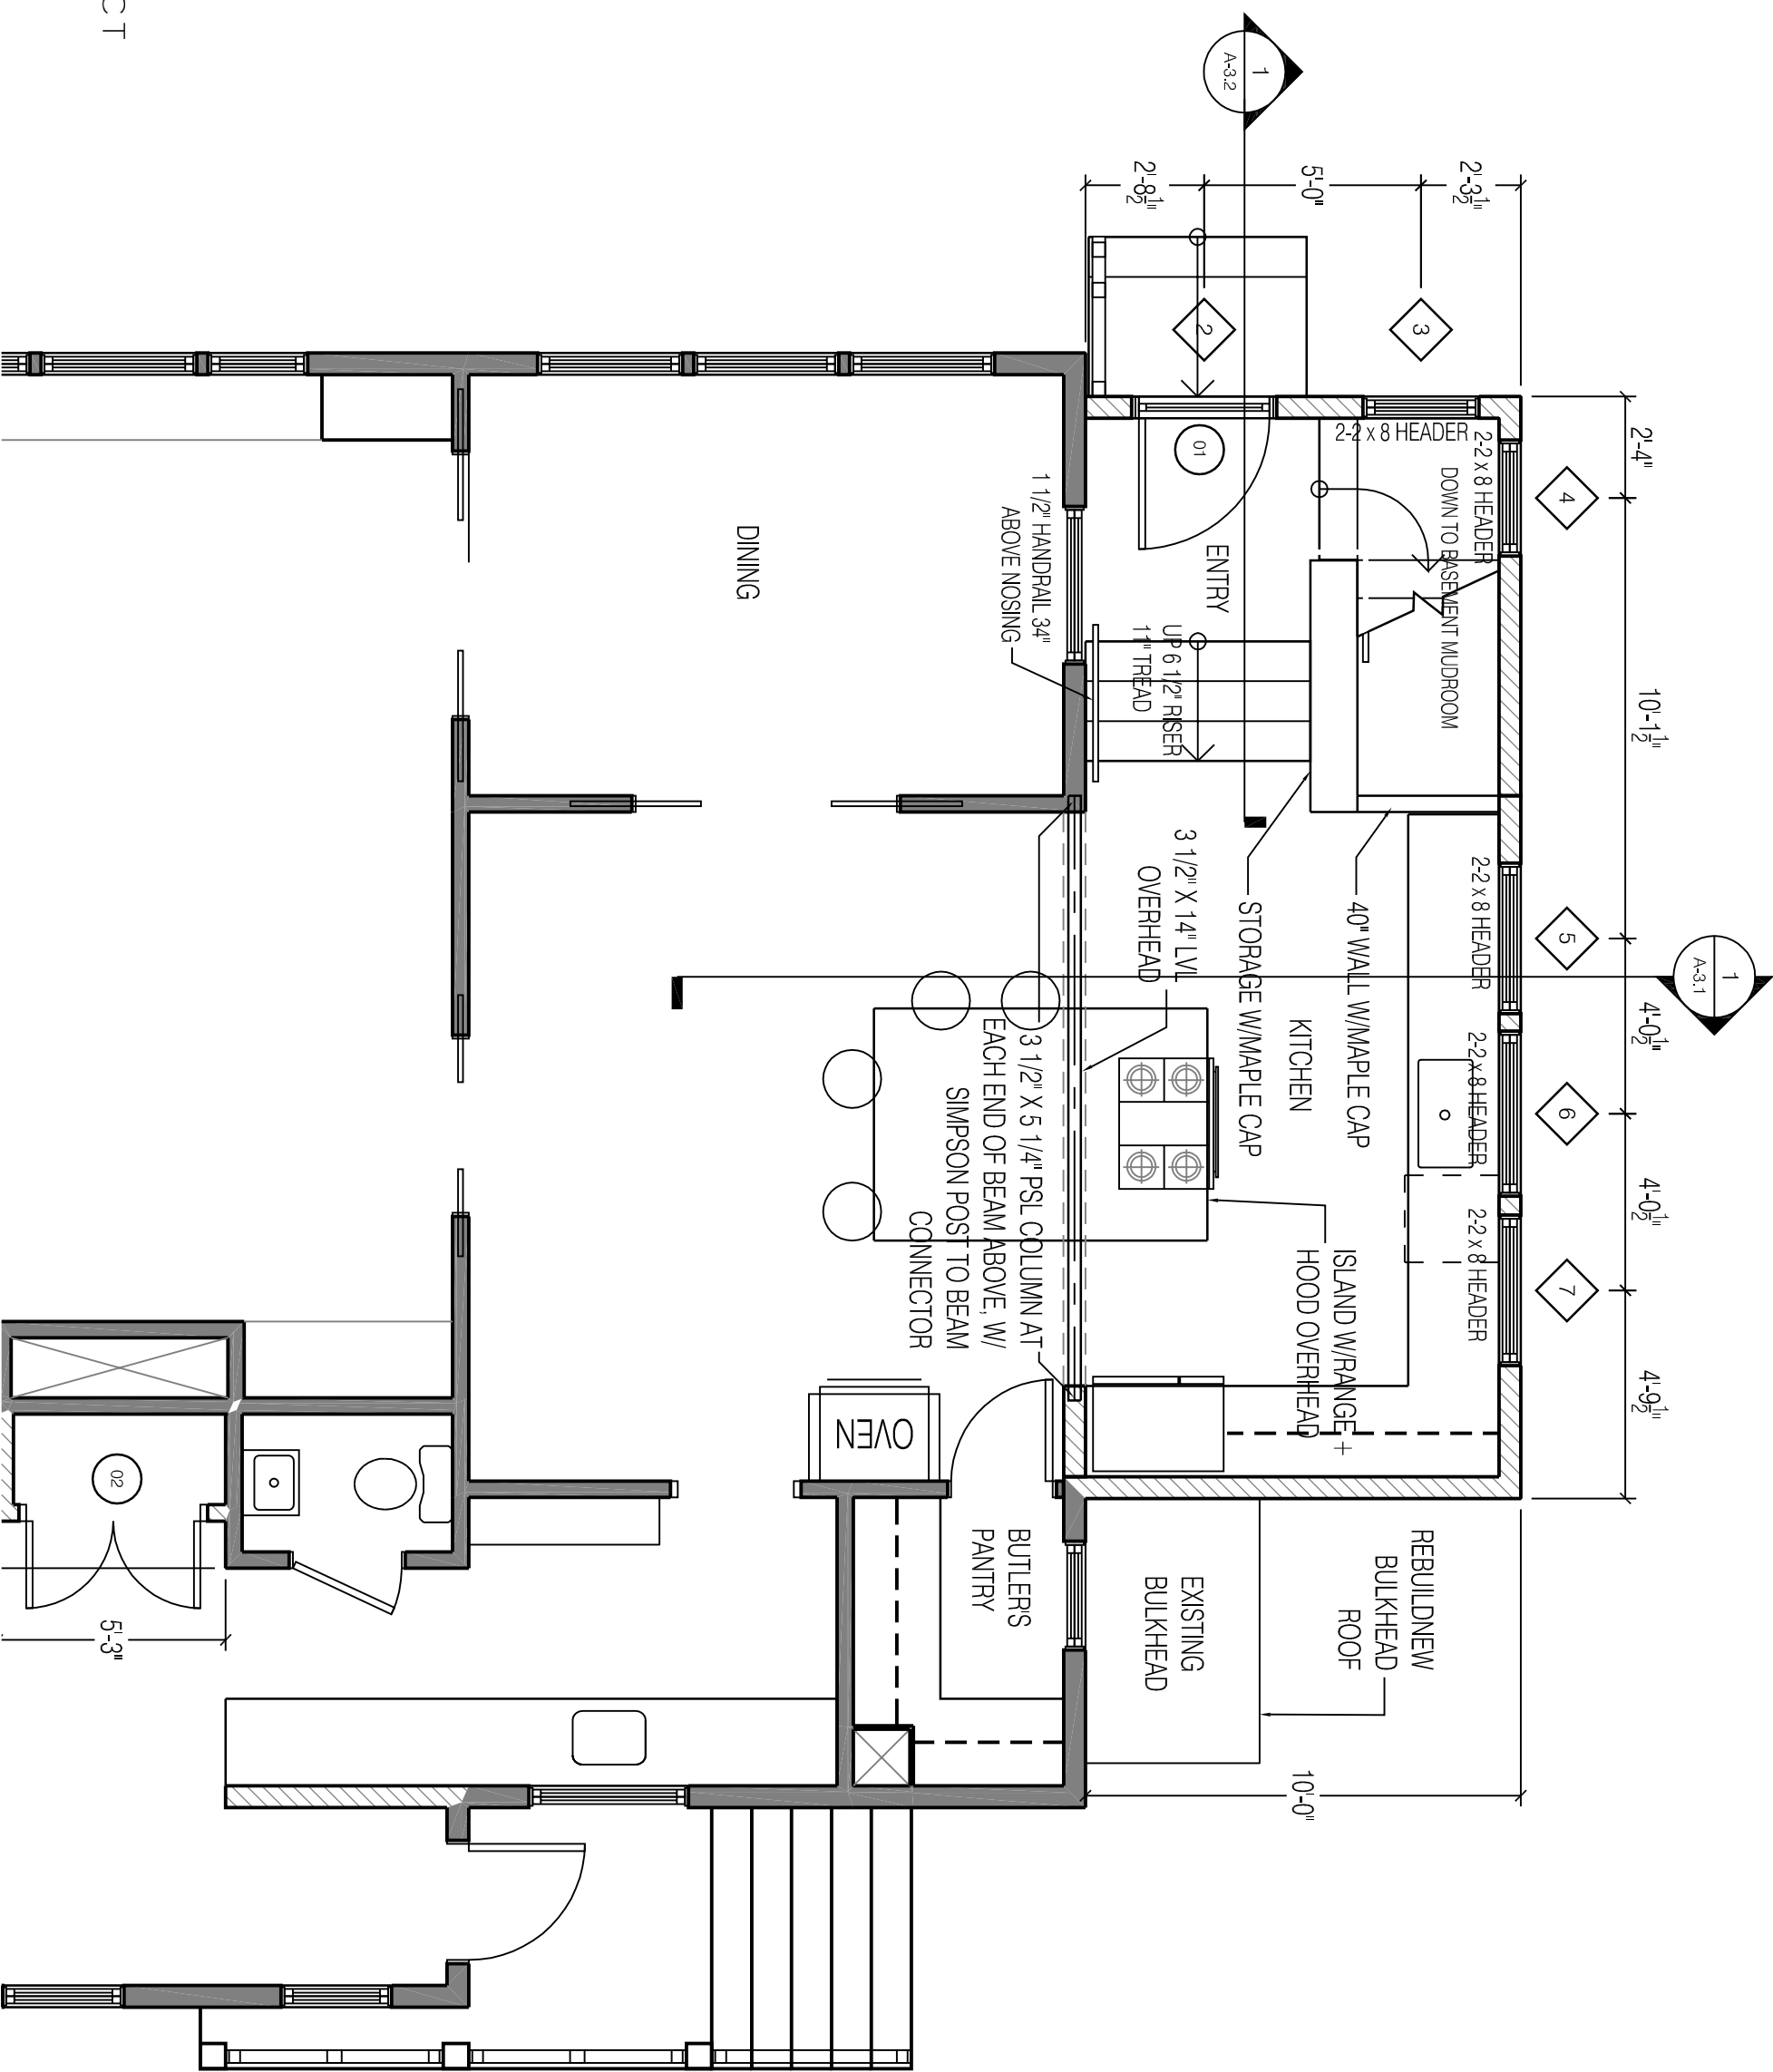 CT
1
A-3.2
2'-8 1/2"
5'-0"
2'-3 1/2"
2
3
2'-4"
10'-1 1/2"
4'-0 1/2"
4'-0 1/2"
4'-9 1/2"
4
5
6
7
1
A-3.1
2-2 x 8 HEADER
2-2 x 8 HEADER
2-2 x 8 HEADER
2-2 x 8 HEADER
2-2 x 8 HEADER
DOWN TO BASEMENT MUDROOM
01
ENTRY
UP 6 1/2" RISER
11" TREAD
1 1/2" HANDRAIL 34"
ABOVE NOSING
DINING
40" WALL W/MAPLE CAP
STORAGE W/MAPLE CAP
3 1/2" X 14" LVL
OVERHEAD
KITCHEN
3 1/2" X 5 1/4" PSL COLUMN AT
EACH END OF BEAM ABOVE, W/
SIMPSON POST TO BEAM
CONNECTOR
ISLAND W/RANGE +
HOOD OVERHEAD
OVEN
BUTLER'S
PANTRY
EXISTING
BULKHEAD
REBUILDNEW
BULKHEAD
ROOF
10'-0"
02
5'-3"